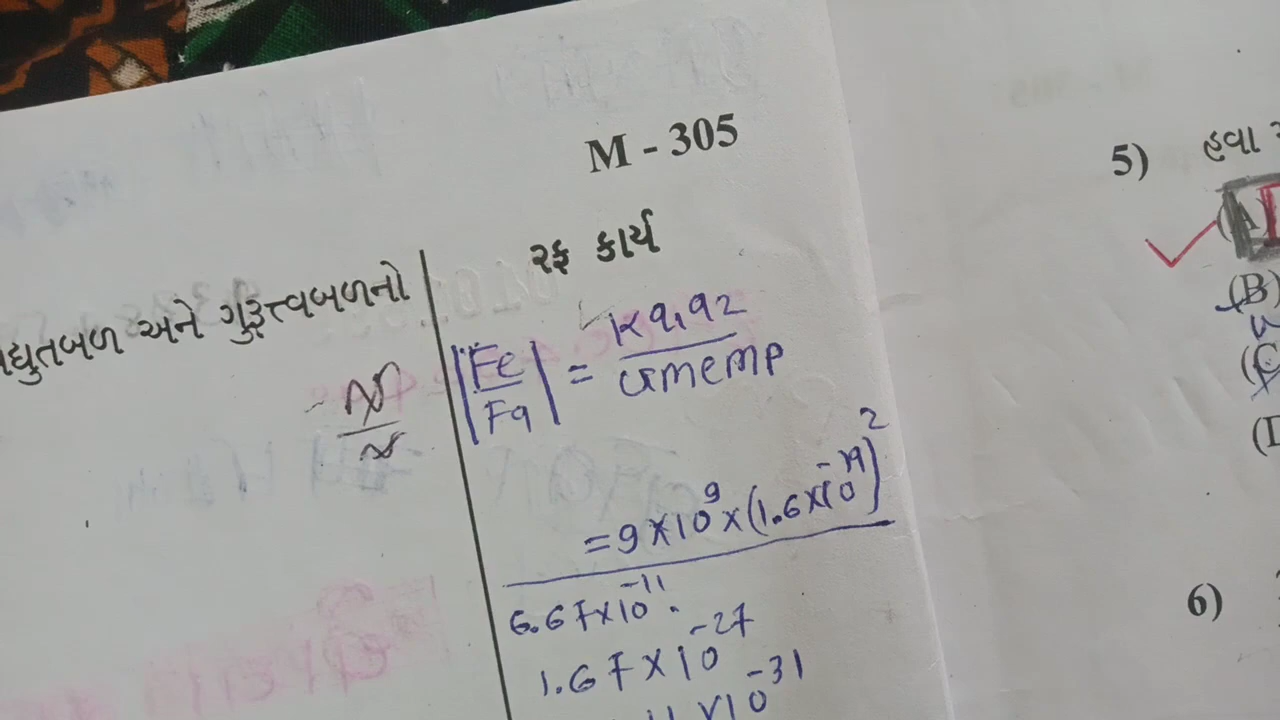 M - 305
રફ કાર્ય
વિદ્યુતબળ અને ગુરૂત્ત્વબળનો
|Fe/Fg| = Kq1q2/Gmemp
= 9×10^9×(1.6×10^-19)^2
6.67×10^-11 .
1.67×10^-27
×10^-31
5) હવા
(A)
(B)
(C
(D
6)